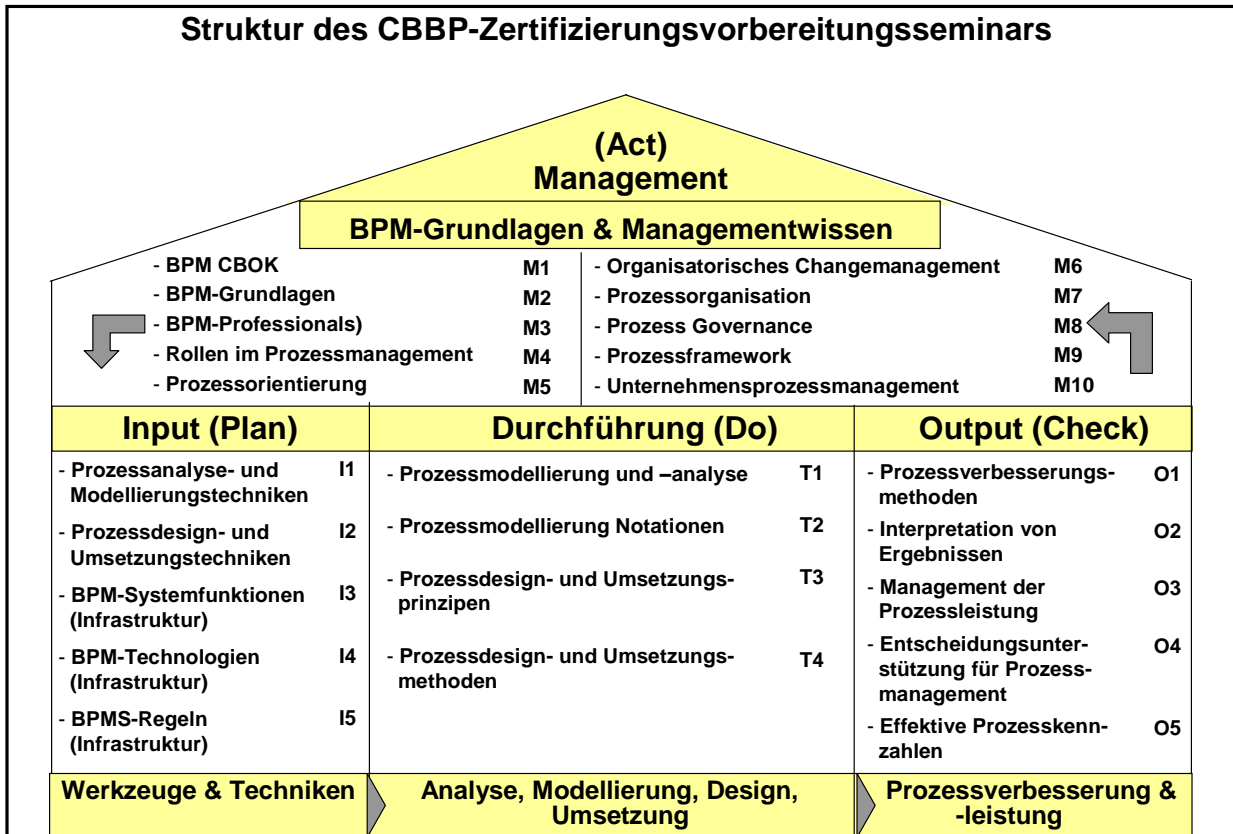 Struktur des CBBP-Zertifizierungsvorbereitungsseminars
(Act)
Management
BPM-Grundlagen & Managementwissen
- BPM CBOK M1
- BPM-Grundlagen M2
- BPM-Professionals) M3
- Rollen im Prozessmanagement M4
- Prozessorientierung M5
- Organisatorisches Changemanagement M6
- Prozessorganisation M7
- Prozess Governance M8
- Prozessframework M9
- Unternehmensprozessmanagement M10
Input (Plan)
- Prozessanalyse- und I1
Modellierungstechniken
- Prozessdesign- und I2
Umsetzungstechniken
- BPM-Systemfunktionen I3
(Infrastruktur)
- BPM-Technologien I4
(Infrastruktur)
- BPMS-Regeln I5
(Infrastruktur)
Werkzeuge & Techniken
Durchführung (Do)
- Prozessmodellierung und –analyse T1
- Prozessmodellierung Notationen T2
- Prozessdesign- und Umsetzungs- T3
prinzipen
- Prozessdesign- und Umsetzungs- T4
methoden
Analyse, Modellierung, Design,
Umsetzung
Output (Check)
- Prozessverbesserungs- O1
methoden
- Interpretation von O2
Ergebnissen
- Management der O3
Prozessleistung
- Entscheidungsunter- O4
stützung für Prozess-
management
- Effektive Prozesskenn- O5
zahlen
Prozessverbesserung &
-leistung